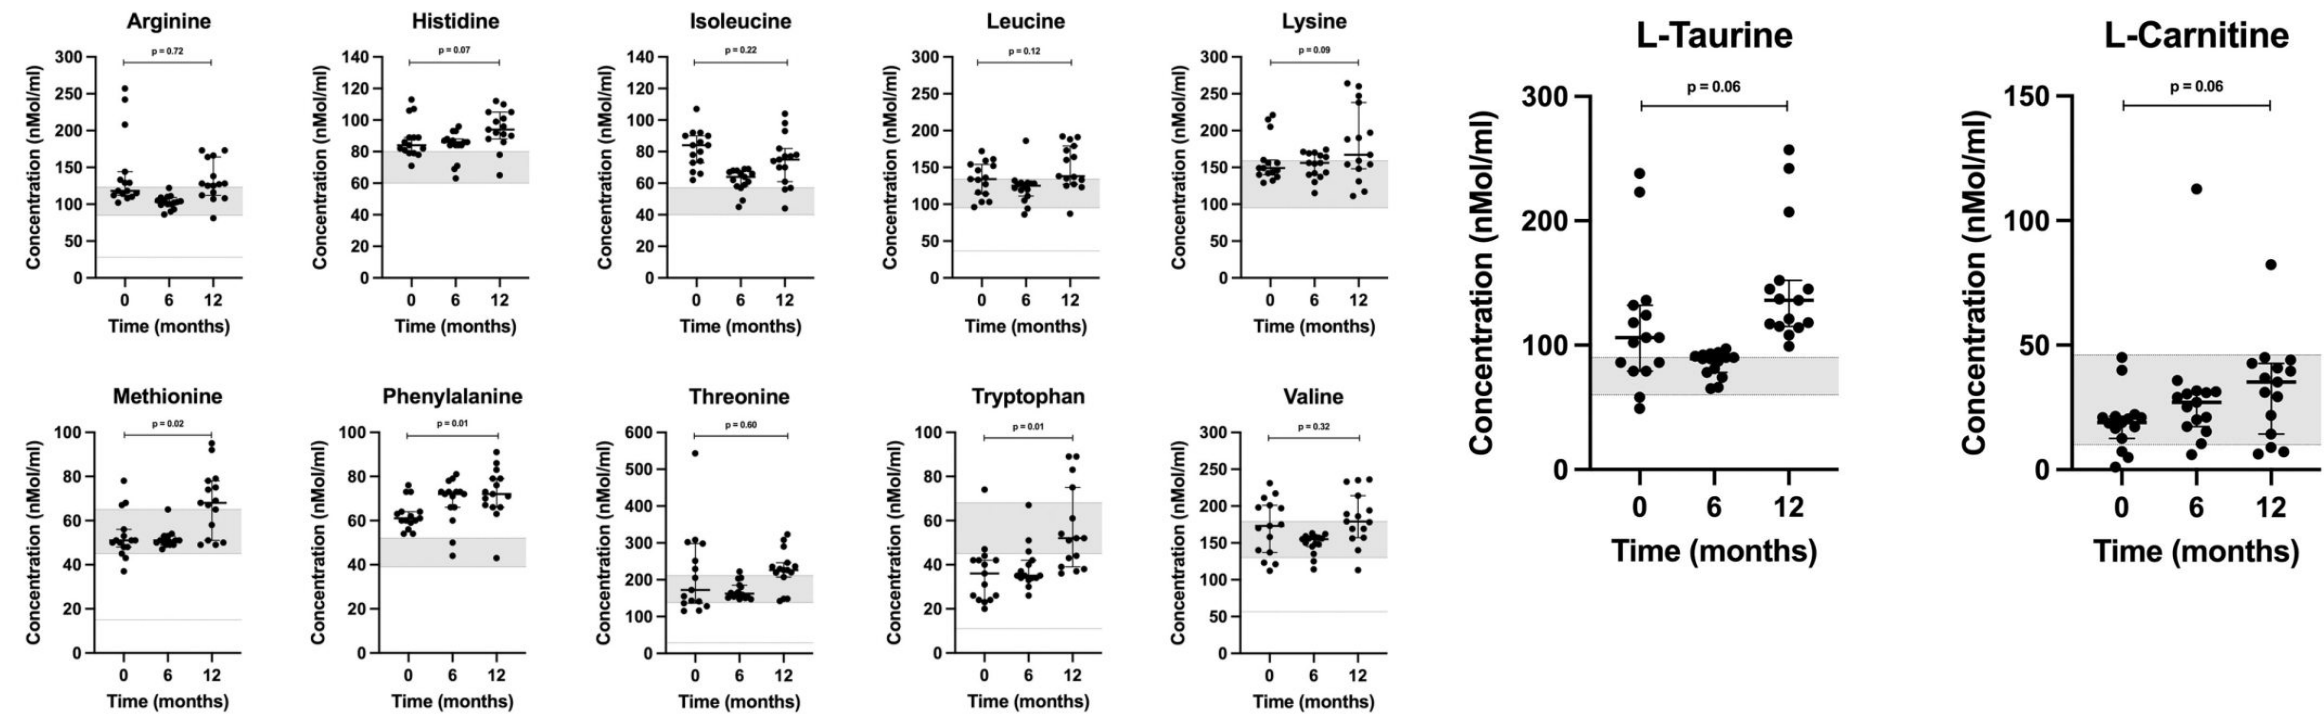 Arginine
p = 0.72
Concentration (nMol/ml)
300
250
200
150
100
50
0
0 6 12
Time (months)
Histidine
p = 0.07
Concentration (nMol/ml)
140
120
100
80
60
40
20
0
0 6 12
Time (months)
Isoleucine
p = 0.22
Concentration (nMol/ml)
140
120
100
80
60
40
20
0
0 6 12
Time (months)
Leucine
p = 0.12
Concentration (nMol/ml)
300
200
150
100
50
0
0 6 12
Time (months)
Lysine
p = 0.09
Concentration (nMol/ml)
300
250
200
150
100
50
0
0 6 12
Time (months)
Methionine
p = 0.02
Concentration (nMol/ml)
100
80
60
40
20
0
0 6 12
Time (months)
Phenylalanine
p = 0.01
Concentration (nMol/ml)
100
80
60
40
20
0
0 6 12
Time (months)
Threonine
p = 0.60
Concentration (nMol/ml)
600
500
400
300
200
100
0
0 6 12
Time (months)
Tryptophan
p = 0.01
Concentration (nMol/ml)
100
80
60
40
20
0
0 6 12
Time (months)
Valine
p = 0.32
Concentration (nMol/ml)
300
250
200
150
100
50
0
0 6 12
Time (months)
L-Taurine
p = 0.06
Concentration (nMol/ml)
300
200
100
0
0 6 12
Time (months)
L-Carnitine
p = 0.06
Concentration (nMol/ml)
150
100
50
0
0 6 12
Time (months)